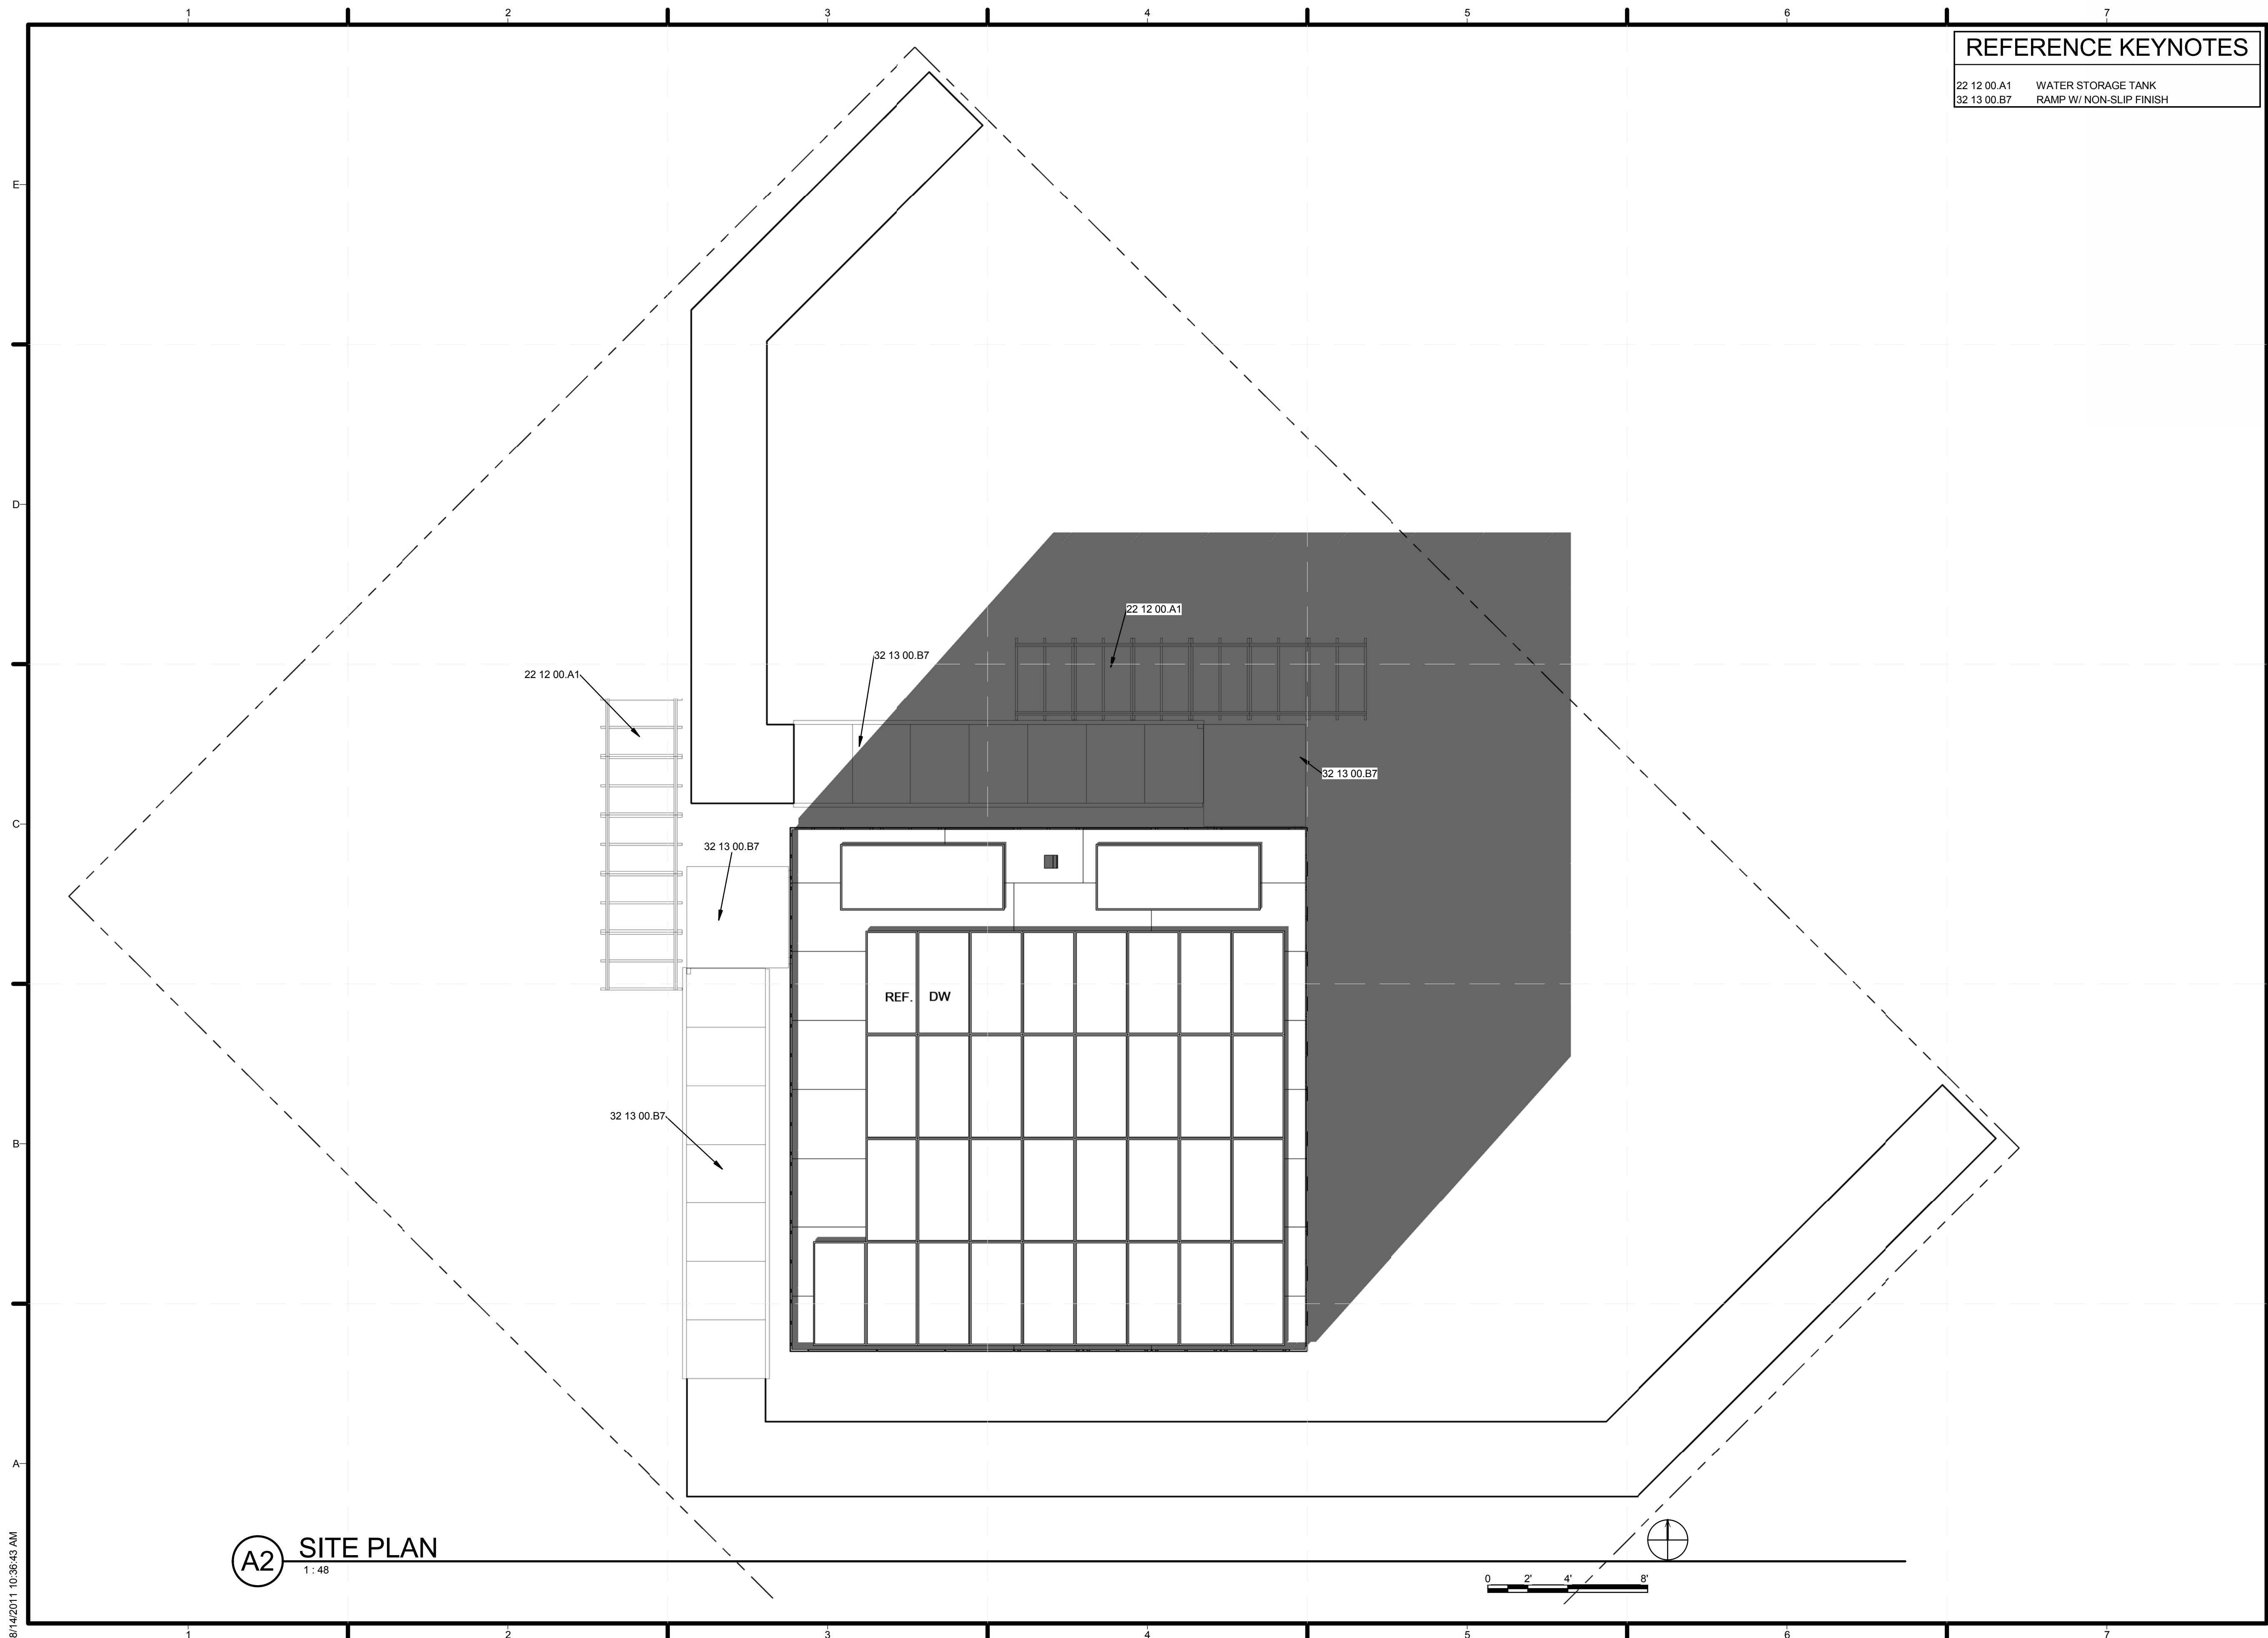 1 2 3 4 5 6 7
REFERENCE KEYNOTES
22 12 00.A1 WATER STORAGE TANK
32 13 00.B7 RAMP W/ NON-SLIP FINISH
E
D
22 12 00.A1
32 13 00.B7
22 12 00.A1
32 13 00.B7
C
32 13 00.B7
REF. DW
32 13 00.B7
B
A
A2 SITE PLAN
1 : 48
0 2' 4' 8'
8/14/2011 10:36:43 AM
1 2 3 4 5 6 7